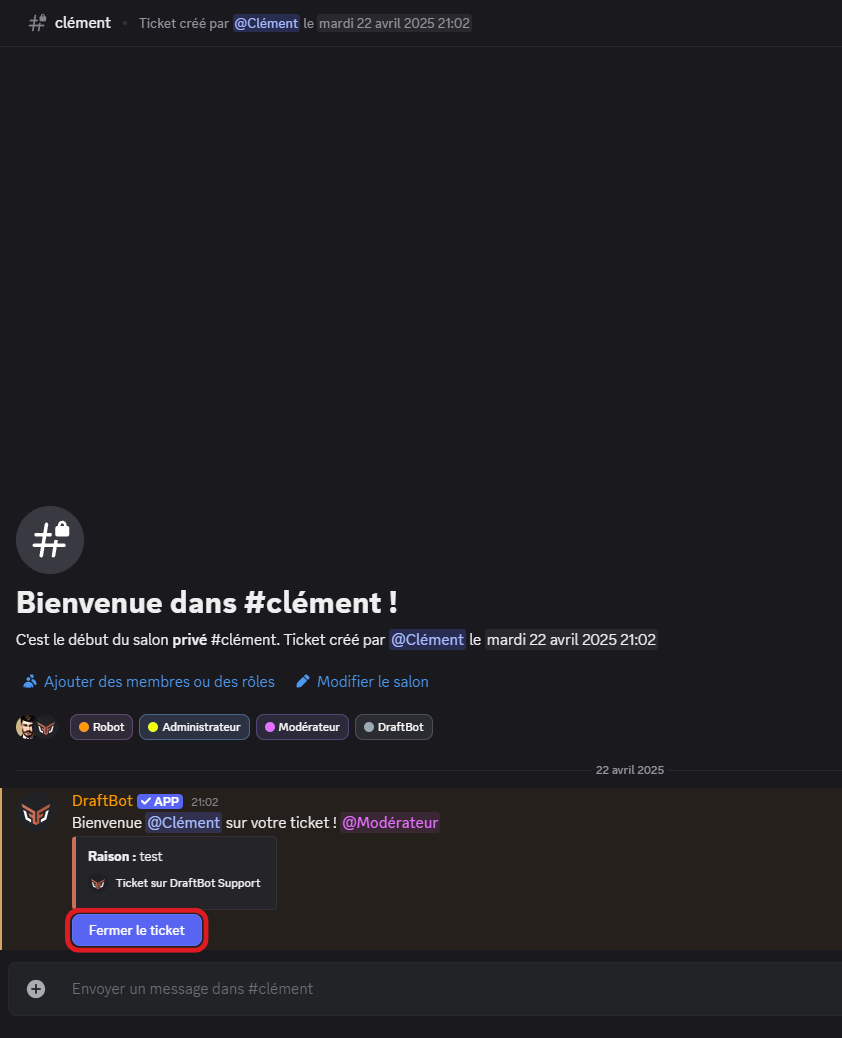 clément • Ticket créé par @Clément le mardi 22 avril 2025 21:02
Bienvenue dans #clément !
C'est le début du salon privé #clément. Ticket créé par @Clément le mardi 22 avril 2025 21:02
Ajouter des membres ou des rôles Modifier le salon
Robot Administrateur Modérateur DraftBot
22 avril 2025
DraftBot APP 21:02
Bienvenue @Clément sur votre ticket ! @Modérateur
Raison : test
Ticket sur DraftBot Support
Fermer le ticket
Envoyer un message dans #clément